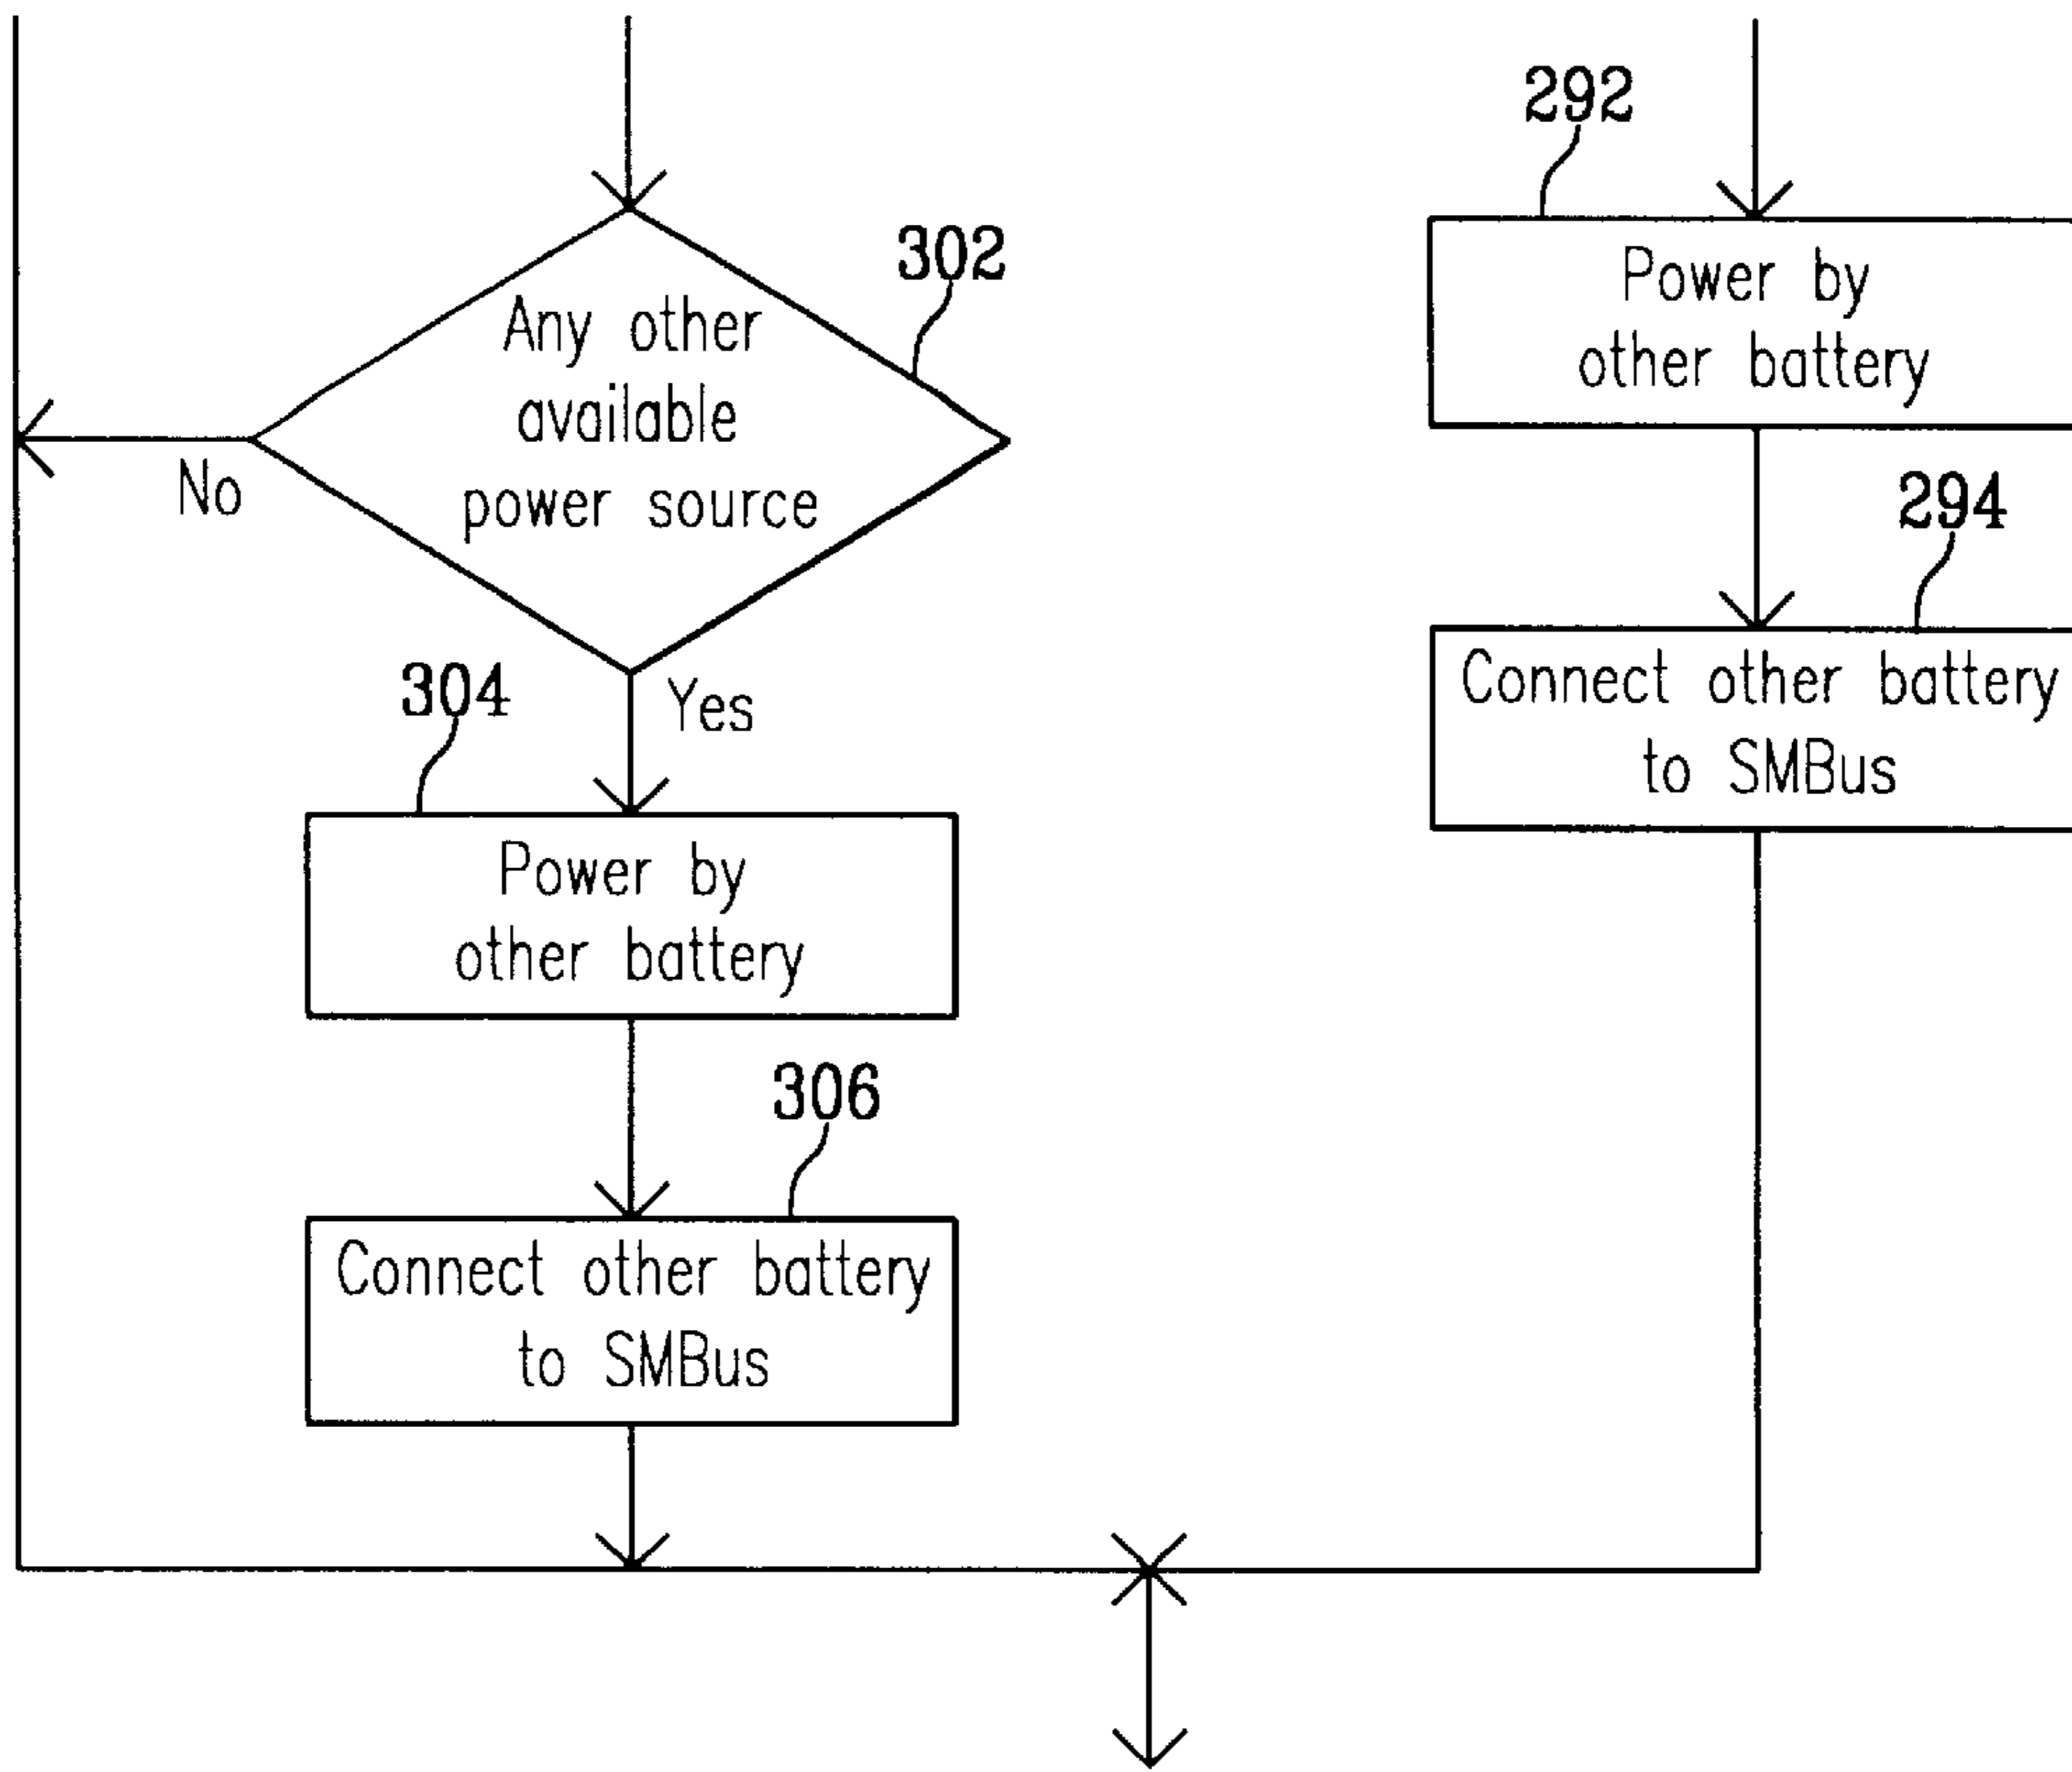 302
Any other
available
power source
No
Yes
304
Power by
other battery
306
Connect other battery
to SMBus
292
Power by
other battery
294
Connect other battery
to SMBus